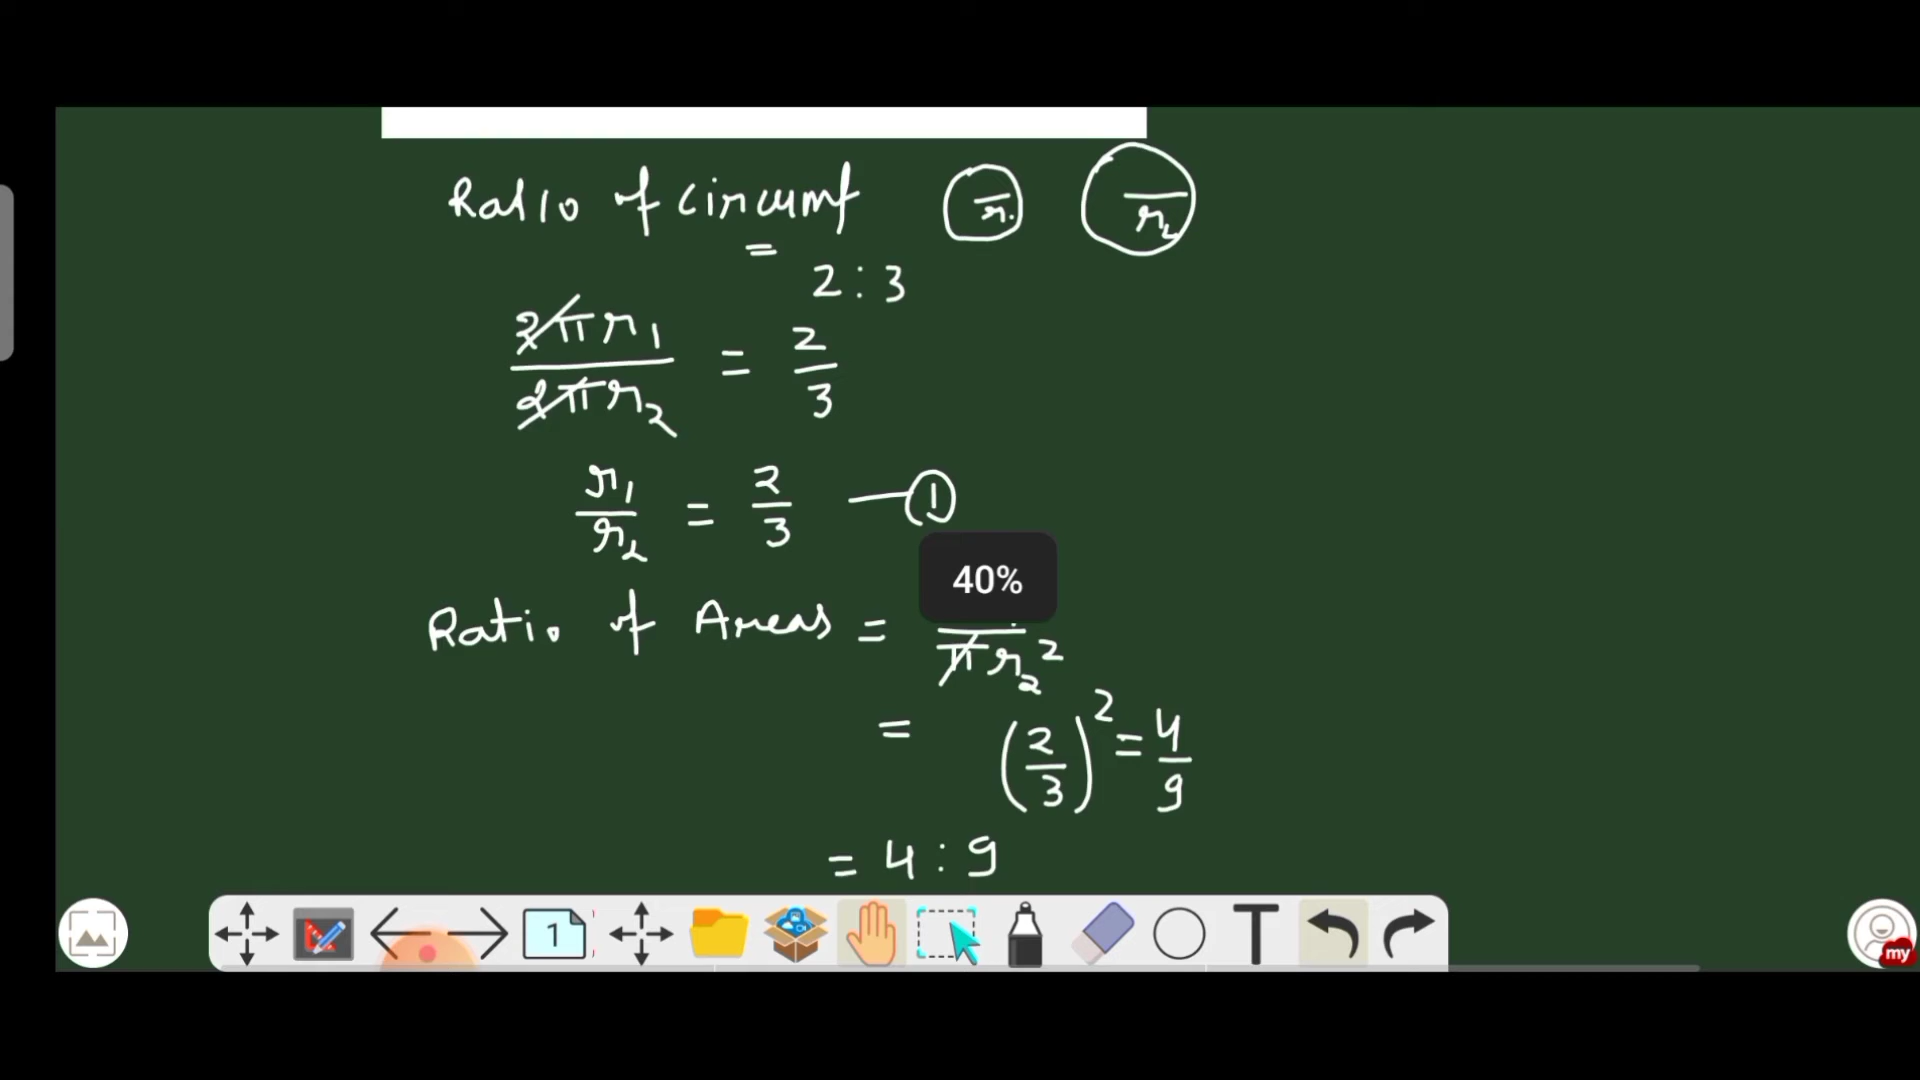 Ratio of circumf r. r₂
= 2 : 3
2πr₁ / 2πr₂ = 2/3
r₁/r₂ = 2/3 — ①
40%
Ratio of Areas = / πr₂²
= (2/3)² = 4/9
= 4 : 9
1 T
my